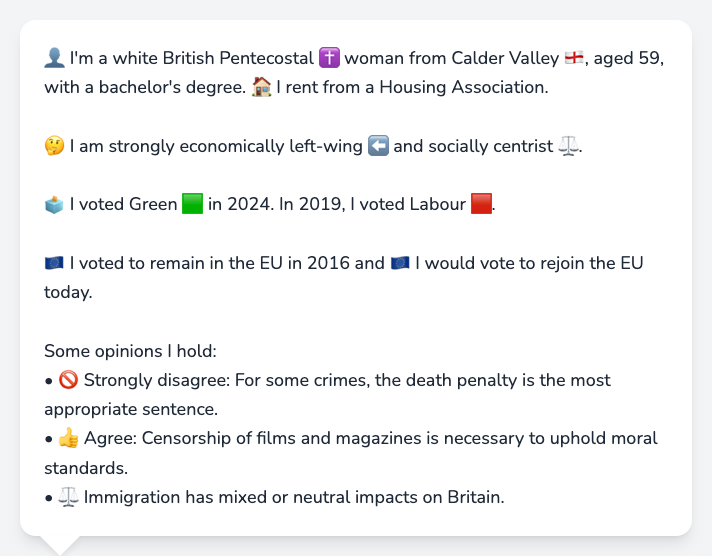 👤 I'm a white British Pentecostal ✝️ woman from Calder Valley 🏴󠁧󠁢󠁥󠁮󠁧󠁿, aged 59,
with a bachelor's degree. 🏠 I rent from a Housing Association.
🤔 I am strongly economically left-wing ⬅️ and socially centrist ⚖️.
🗳️ I voted Green 🟩 in 2024. In 2019, I voted Labour 🟥.
🇪🇺 I voted to remain in the EU in 2016 and 🇪🇺 I would vote to rejoin the EU
today.
Some opinions I hold:
• 🚫 Strongly disagree: For some crimes, the death penalty is the most
appropriate sentence.
• 👍 Agree: Censorship of films and magazines is necessary to uphold moral
standards.
• ⚖️ Immigration has mixed or neutral impacts on Britain.